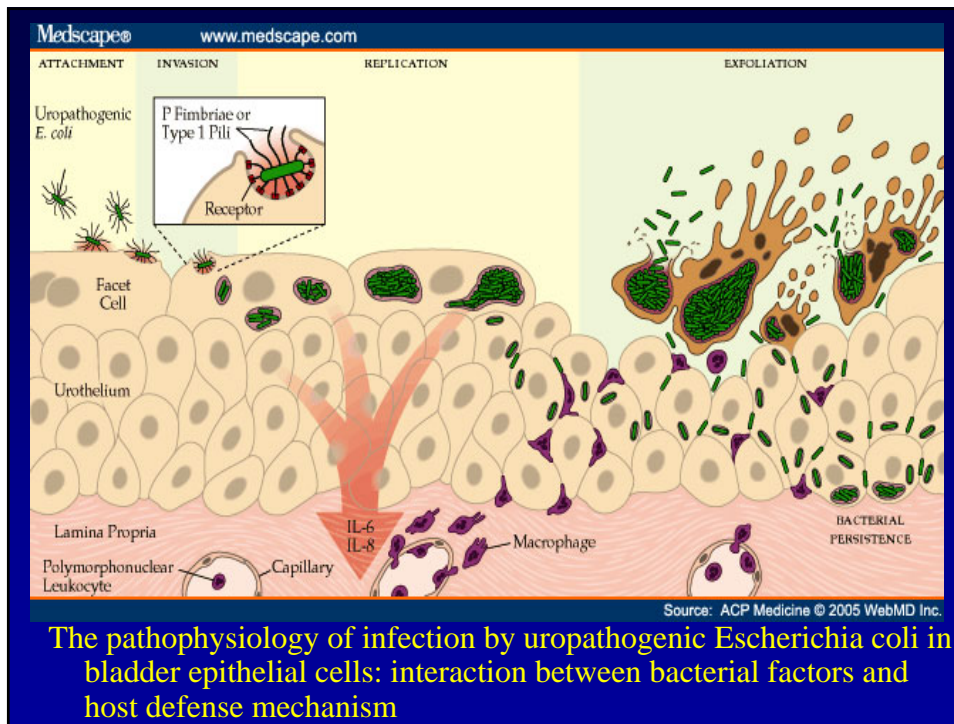 Medscape® www.medscape.com
ATTACHMENT INVASION REPLICATION EXFOLIATION
Uropathogenic
E. coli
P Fimbriae or
Type 1 Pili
Receptor
Facet
Cell
Urothelium
Lamina Propria
IL-6
IL-8
Macrophage
BACTERIAL
PERSISTENCE
Polymorphonuclear
Leukocyte
Capillary
Source: ACP Medicine © 2005 WebMD Inc.
The pathophysiology of infection by uropathogenic Escherichia coli in
bladder epithelial cells: interaction between bacterial factors and
host defense mechanism